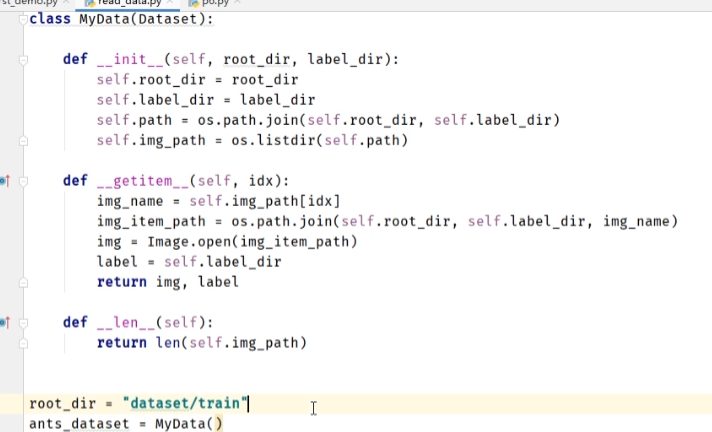 st_demo.py read_data.py po.py
class MyData(Dataset):
def __init__(self, root_dir, label_dir):
self.root_dir = root_dir
self.label_dir = label_dir
self.path = os.path.join(self.root_dir, self.label_dir)
self.img_path = os.listdir(self.path)
def __getitem__(self, idx):
img_name = self.img_path[idx]
img_item_path = os.path.join(self.root_dir, self.label_dir, img_name)
img = Image.open(img_item_path)
label = self.label_dir
return img, label
def __len__(self):
return len(self.img_path)
root_dir = "dataset/train"
ants_dataset = MyData()